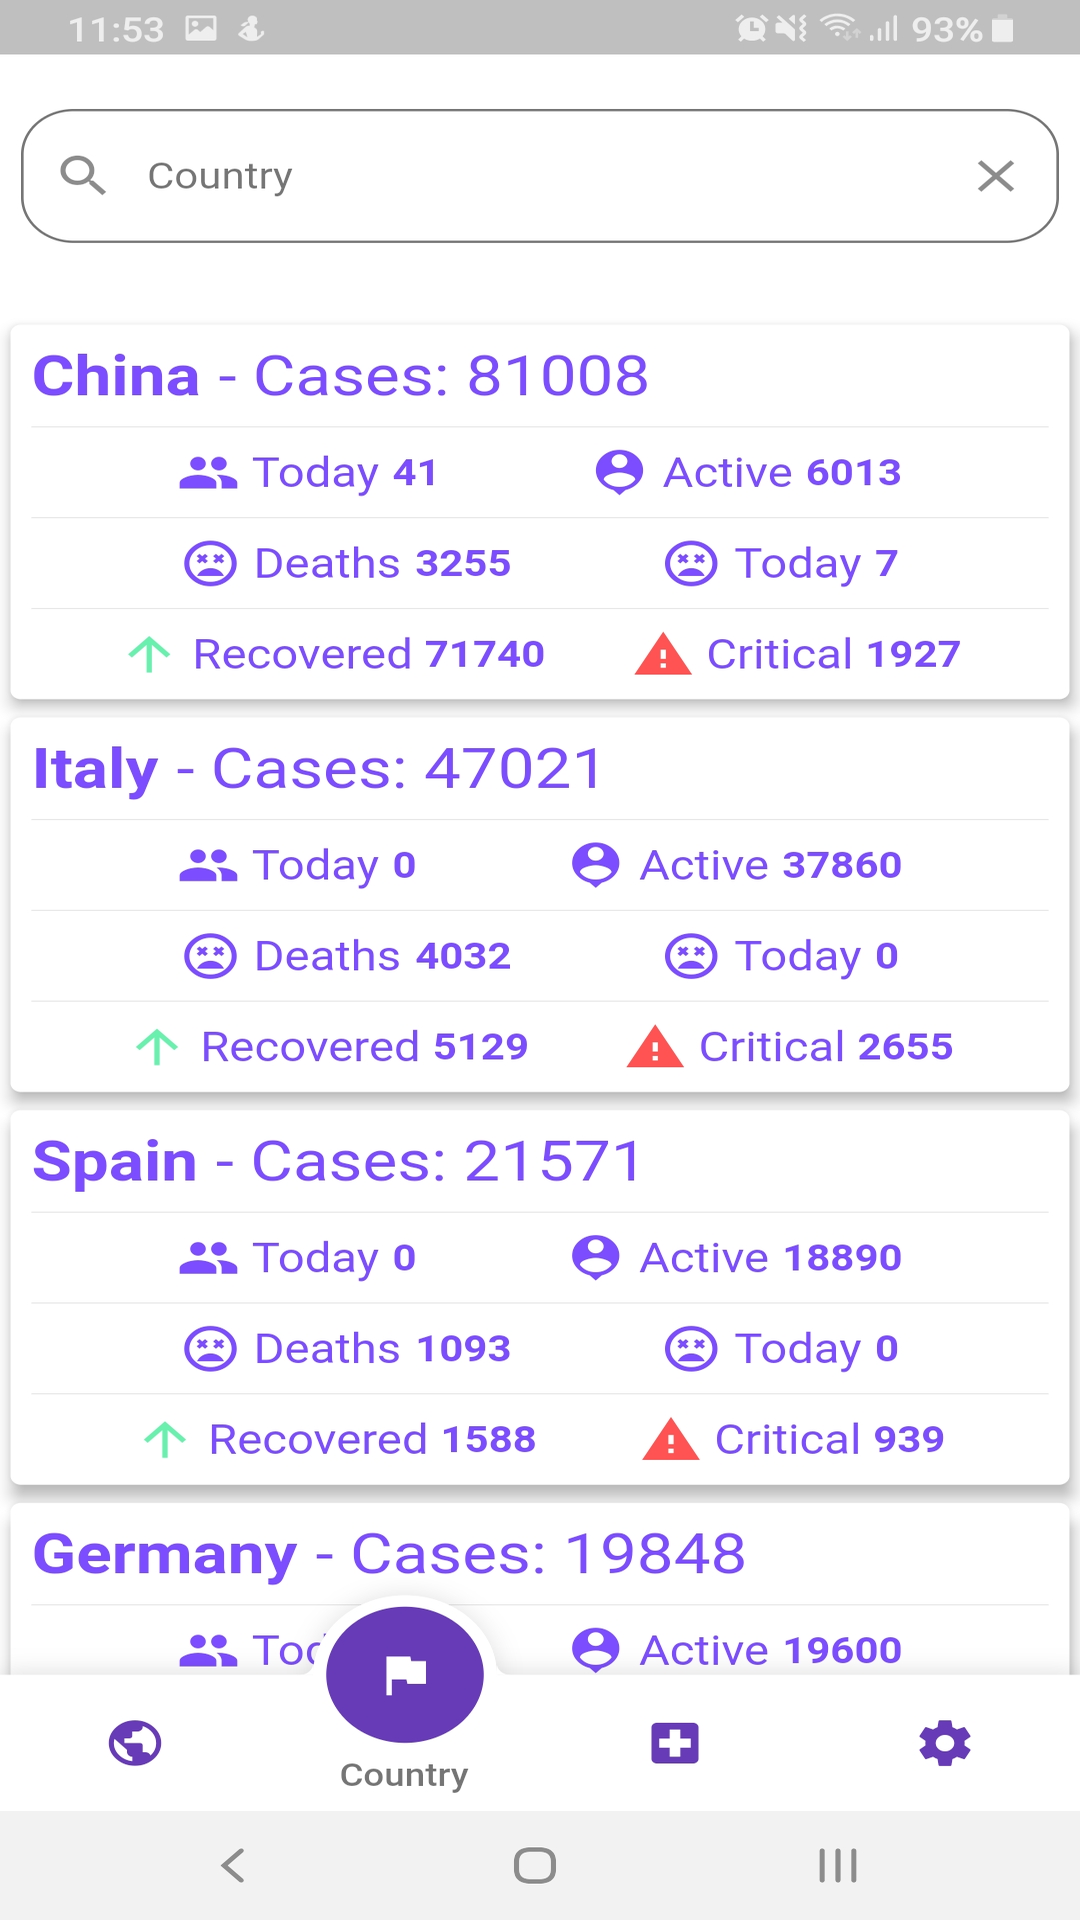 11:53 93%
Country
China - Cases: 81008
Today 41 Active 6013
Deaths 3255 Today 7
Recovered 71740 Critical 1927
Italy - Cases: 47021
Today 0 Active 37860
Deaths 4032 Today 0
Recovered 5129 Critical 2655
Spain - Cases: 21571
Today 0 Active 18890
Deaths 1093 Today 0
Recovered 1588 Critical 939
Germany - Cases: 19848
Active 19600
Country